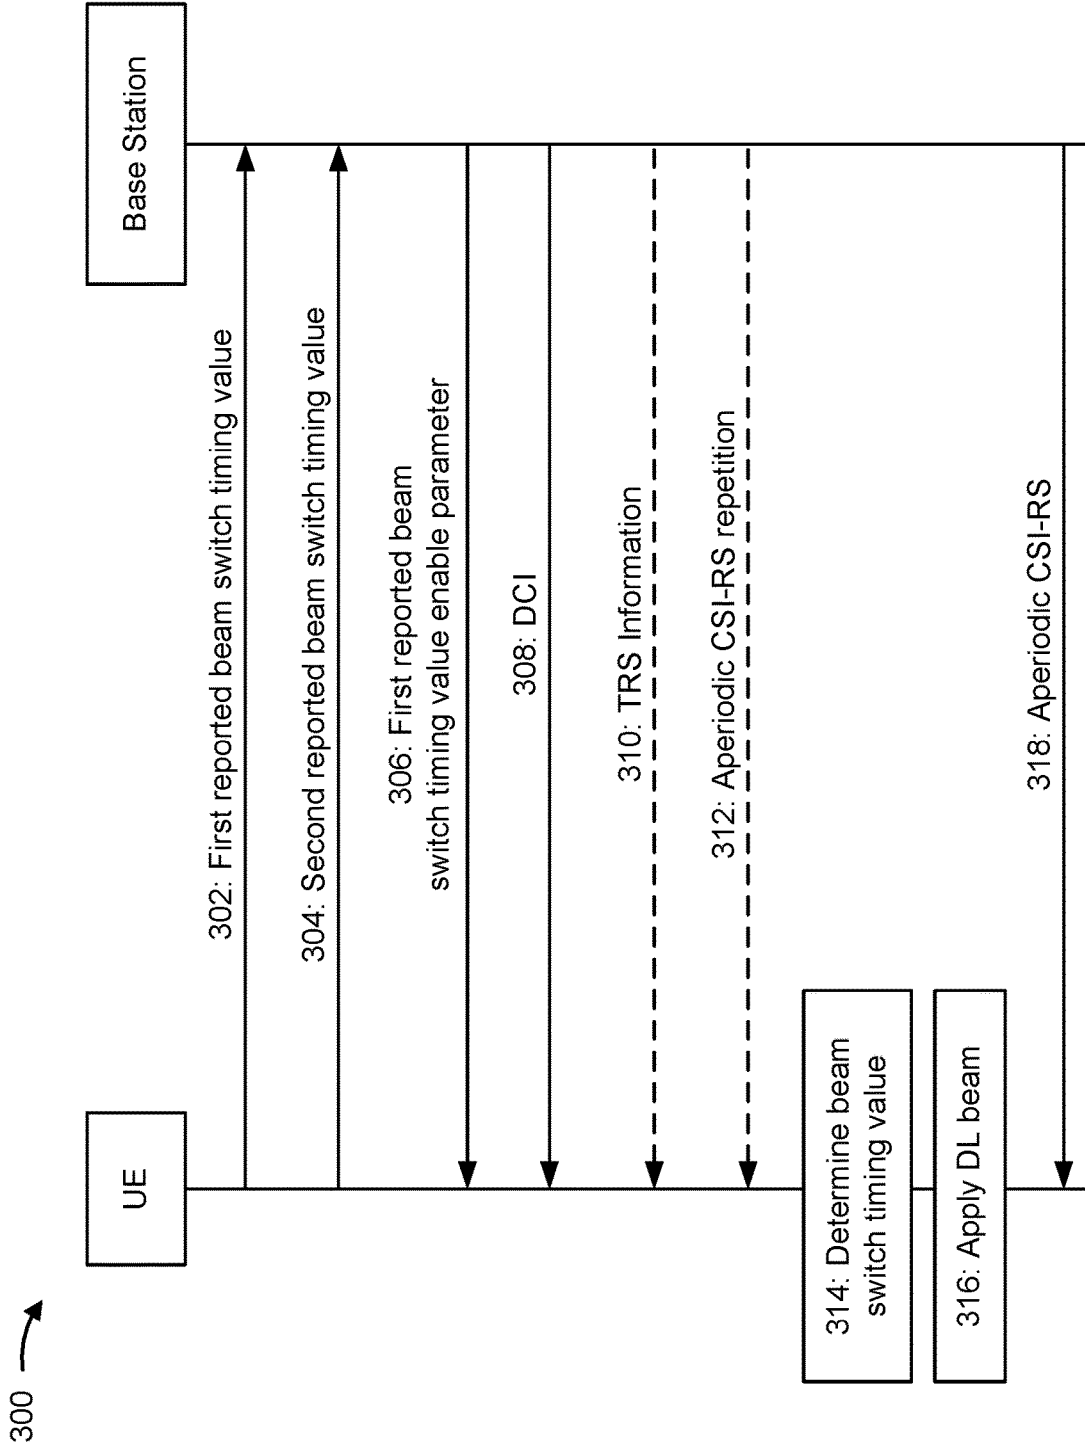 300
UE
Base Station
302: First reported beam switch timing value
304: Second reported beam switch timing value
306: First reported beam
switch timing value enable parameter
308: DCI
310: TRS Information
312: Aperiodic CSI-RS repetition
314: Determine beam
switch timing value
316: Apply DL beam
318: Aperiodic CSI-RS